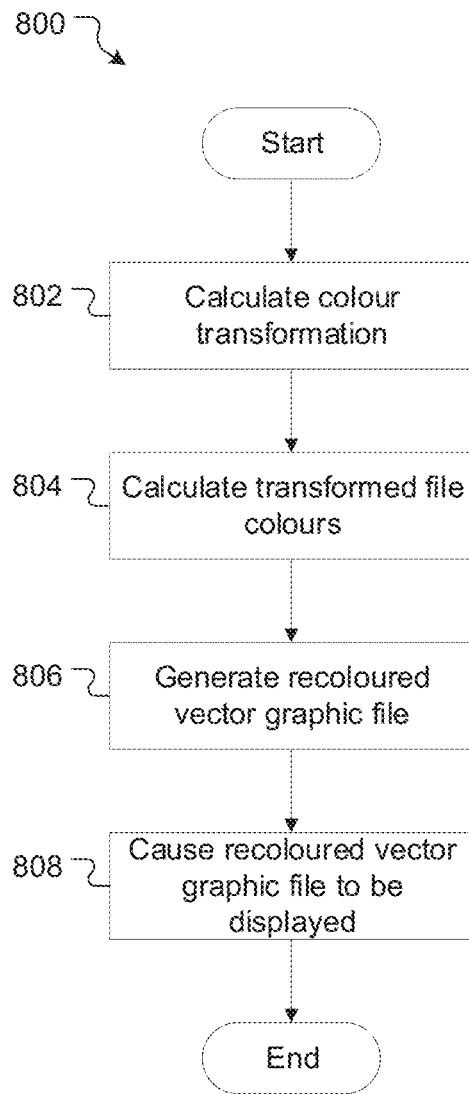 800
Start
802
Calculate colour
transformation
804
Calculate transformed file
colours
806
Generate recoloured
vector graphic file
808
Cause recoloured vector
graphic file to be
displayed
End